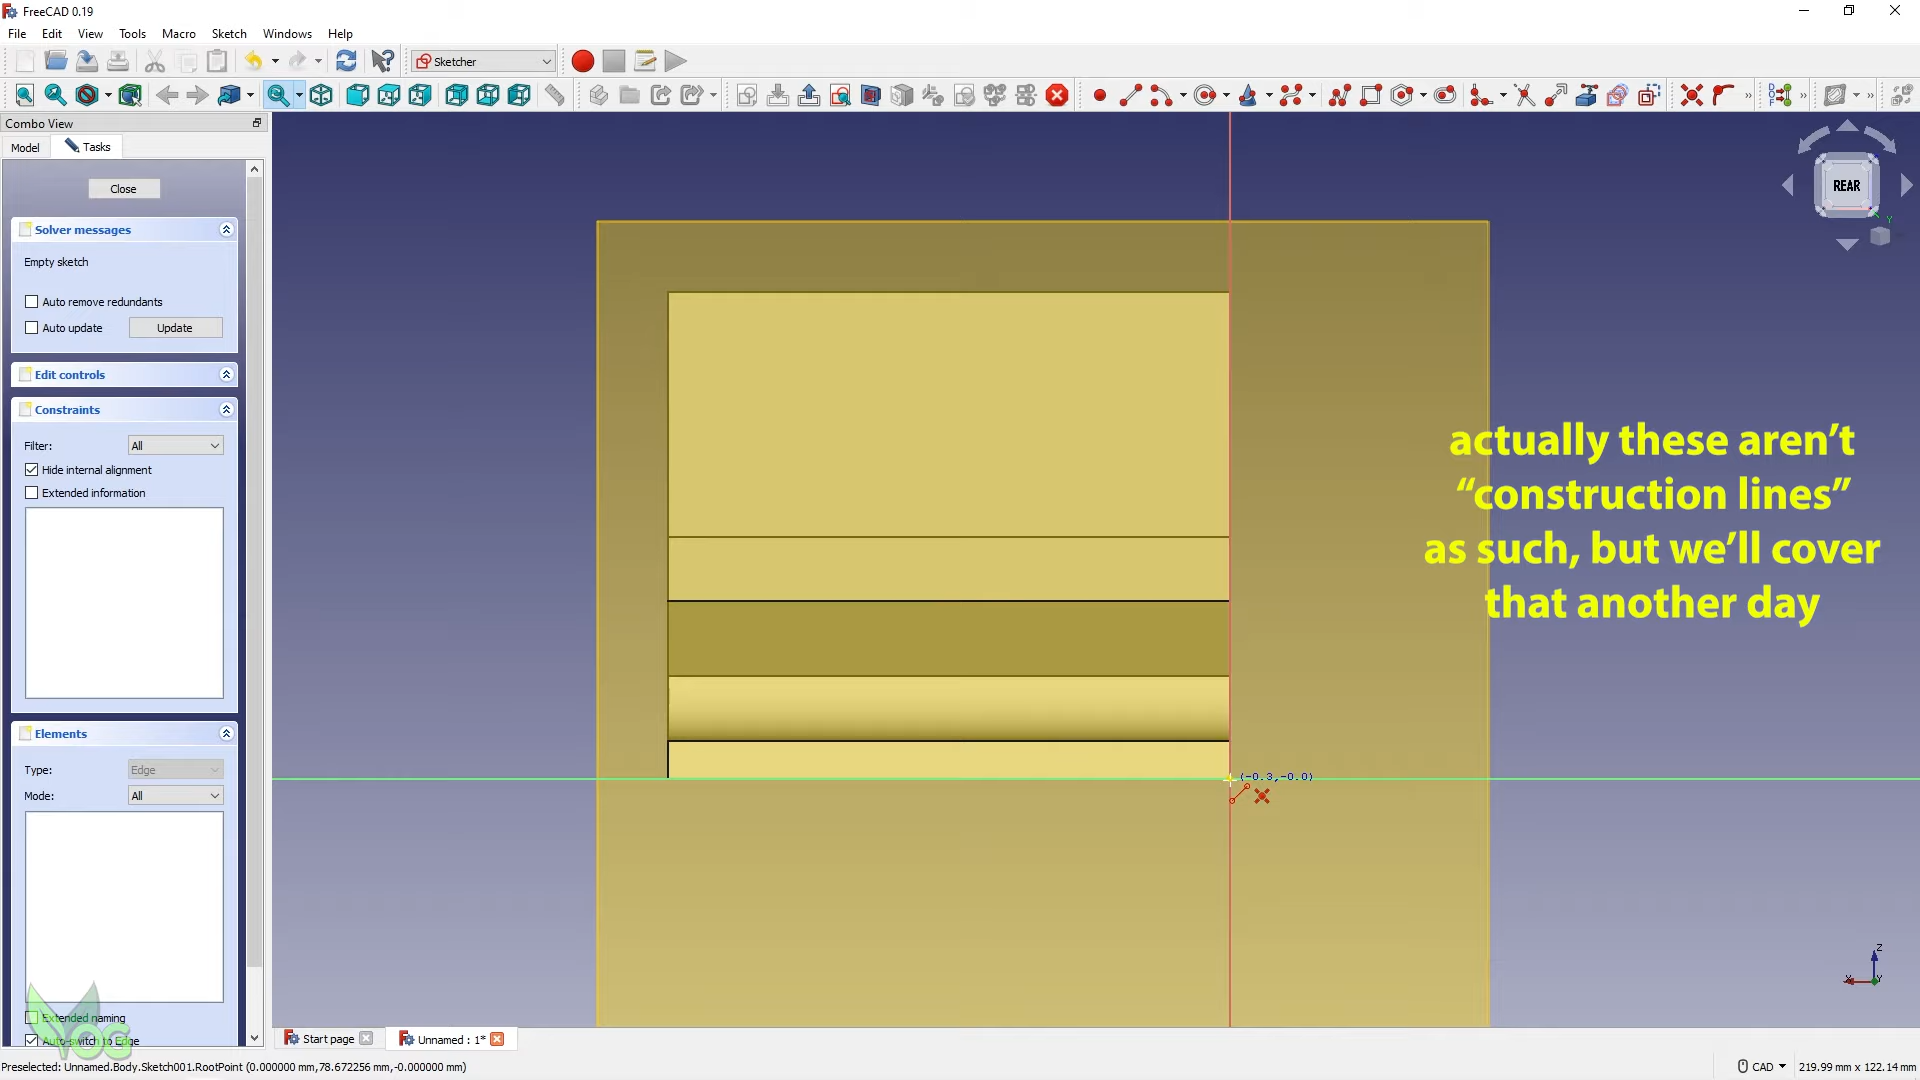 FreeCAD 0.19
File Edit View Tools Macro Sketch Windows Help
Sketcher
Combo View
Model Tasks
Close
Solver messages
Empty sketch
Auto remove redundants
Auto update Update
Edit controls
Constraints
Filter: All
Hide internal alignment
Extended information
Elements
Type: Edge
Mode: All
Extended naming
Auto-switch to Edge
REAR
Y
actually these aren’t
“construction lines”
as such, but we’ll cover
that another day
(-0.3,-0.0)
Z
X
Y
Start page Unnamed : 1*
Preselected: Unnamed.Body.Sketch001.RootPoint (0.000000 mm,78.672256 mm,-0.000000 mm)
CAD 219.99 mm x 122.14 mm